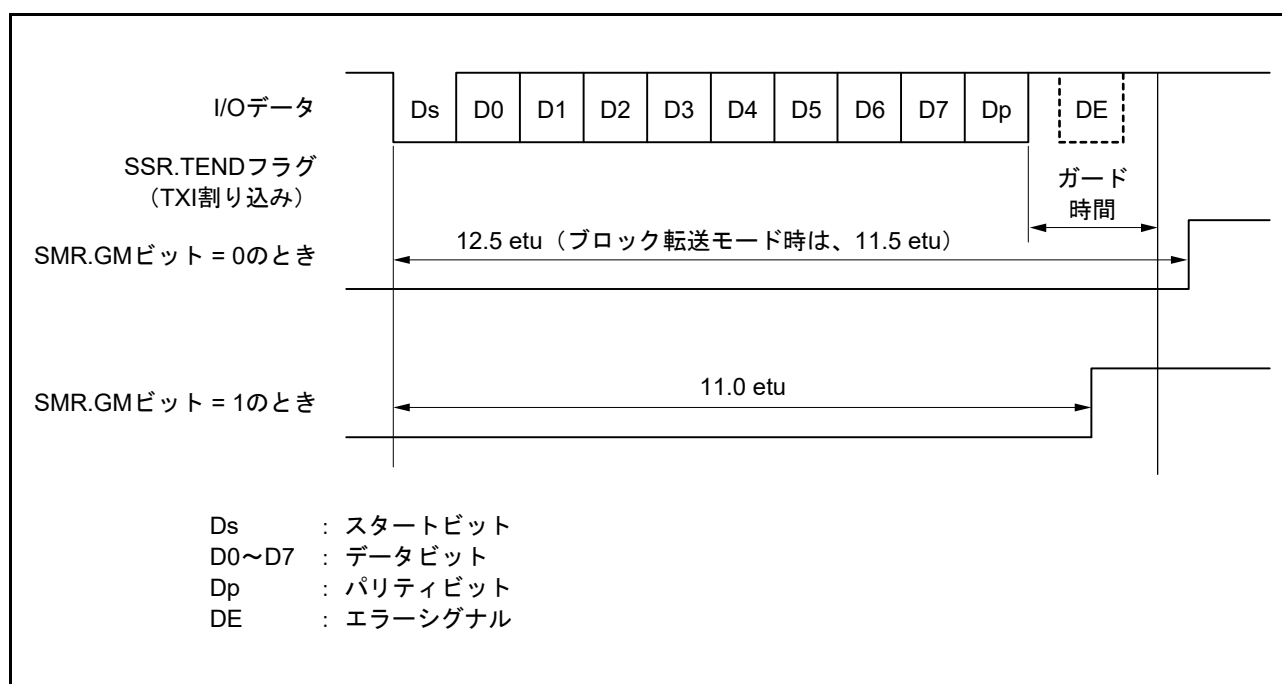 I/Oデータ
Ds D0 D1 D2 D3 D4 D5 D6 D7 Dp DE
SSR.TENDフラグ
（TXI割り込み）
ガード
時間
SMR.GMビット = 0のとき
12.5 etu（ブロック転送モード時は、11.5 etu）
SMR.GMビット = 1のとき
11.0 etu
Ds : スタートビット
D0～D7 : データビット
Dp : パリティビット
DE : エラーシグナル